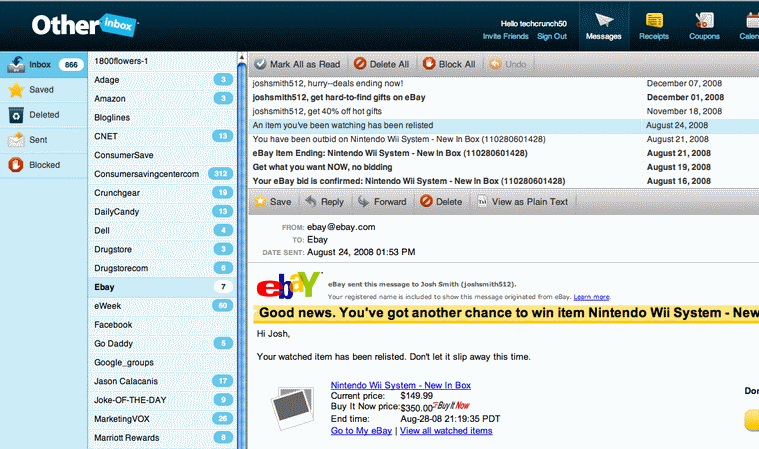 Other inbox
Hello techcrunch50
Invite Friends Sign Out
Messages
Receipts
Coupons
Inbox 866
Saved
Deleted
Sent
Blocked
1800flowers-1
Adage 3
Amazon 3
Bloglines
CNET 13
ConsumerSave
Consumersavingcentercom 312
Crunchgear 19
DailyCandy 13
Dell 4
Drugstore 3
Drugstorecom 6
Ebay 7
eWeek 60
Facebook
Go Daddy 5
Google_groups
Jason Calacanis 17
Joke-OF-THE-DAY 9
MarketingVOX 26
Marriott Rewards 8
Mark All as Read Delete All Block All Undo
joshsmith512, hurry--deals ending now! December 07, 2008
joshsmith512, get hard-to-find gifts on eBay December 01, 2008
joshsmith512, get 40% off hot gifts November 18, 2008
An item you've been watching has been relisted August 24, 2008
You have been outbid on Nintendo Wii System - New In Box (110280601428) August 21, 2008
eBay Item Ending: Nintendo Wii System - New In Box (110280601428) August 21, 2008
Get what you want NOW, no bidding August 19, 2008
Your eBay bid is confirmed: Nintendo Wii System - New In Box (110280601428) August 16, 2008
Save Reply Forward Delete View as Plain Text
FROM: ebay@ebay.com
TO: Ebay
DATE SENT: August 24, 2008 01:53 PM
ebaY
eBay sent this message to Josh Smith (joshsmith512).
Your registered name is included to show this message originated from eBay. Learn more.
Good news. You've got another chance to win item Nintendo Wii System - New
Hi Josh,
Your watched item has been relisted. Don't let it slip away this time.
Nintendo Wii System - New In Box
Current price: $149.99
Buy It Now price: $350.00 Buy It Now
End time: Aug-28-08 21:19:35 PDT
Go to My eBay | View all watched items